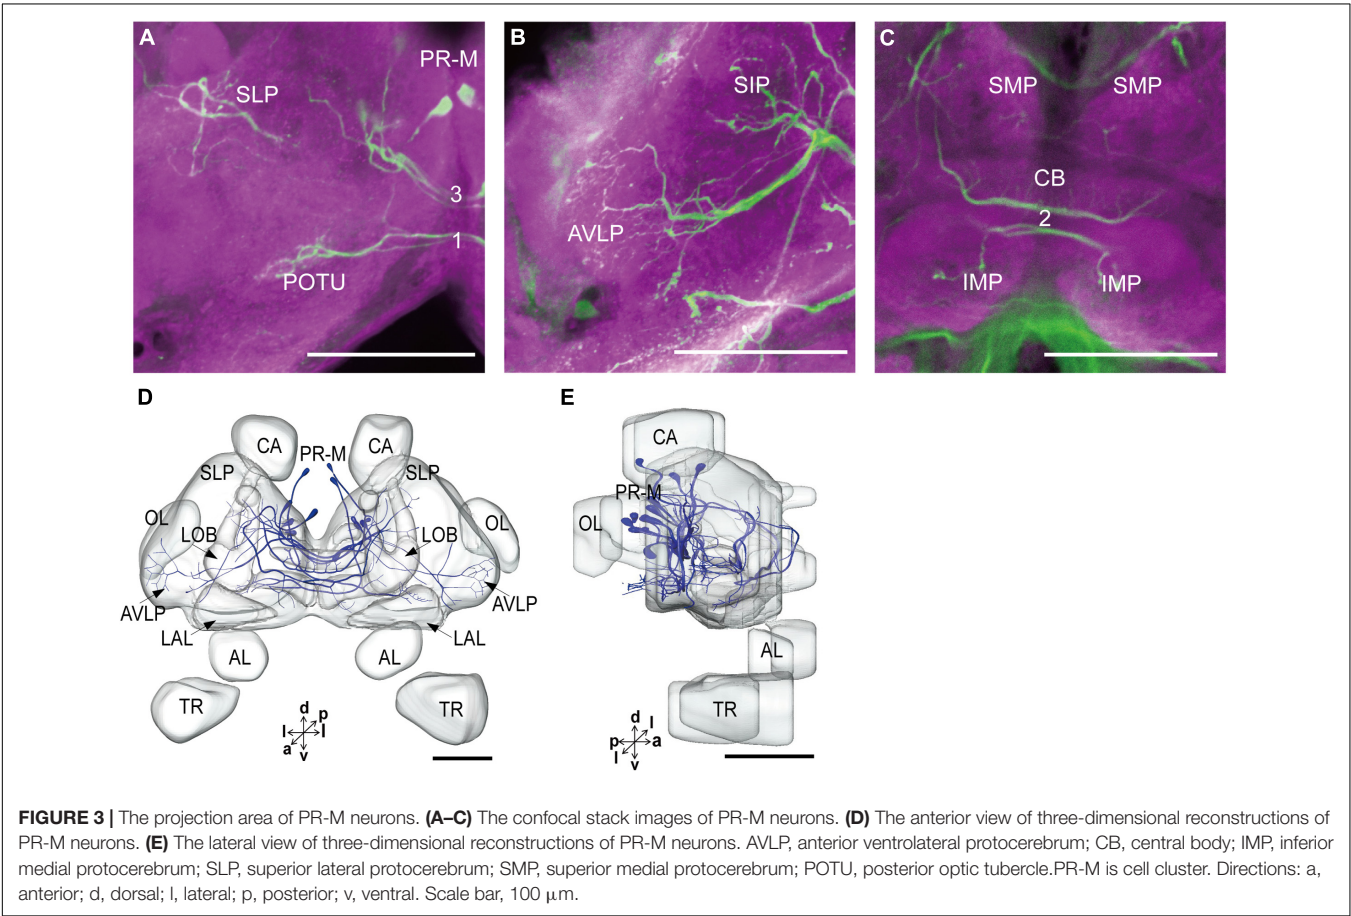 A
PR-M
SLP
3
1
POTU
B
SIP
AVLP
C
SMP SMP
CB
2
IMP IMP
D
CA CA
PR-M
SLP SLP
OL OL
LOB LOB
AVLP AVLP
LAL LAL
AL AL
TR TR
d
p
l l
a
v
E
CA
PR-M
OL
AL
TR
d
l
p a
l
v
FIGURE 3 | The projection area of PR-M neurons. (A–C) The confocal stack images of PR-M neurons. (D) The anterior view of three-dimensional reconstructions of
PR-M neurons. (E) The lateral view of three-dimensional reconstructions of PR-M neurons. AVLP, anterior ventrolateral protocerebrum; CB, central body; IMP, inferior
medial protocerebrum; SLP, superior lateral protocerebrum; SMP, superior medial protocerebrum; POTU, posterior optic tubercle.PR-M is cell cluster. Directions: a,
anterior; d, dorsal; l, lateral; p, posterior; v, ventral. Scale bar, 100 μm.